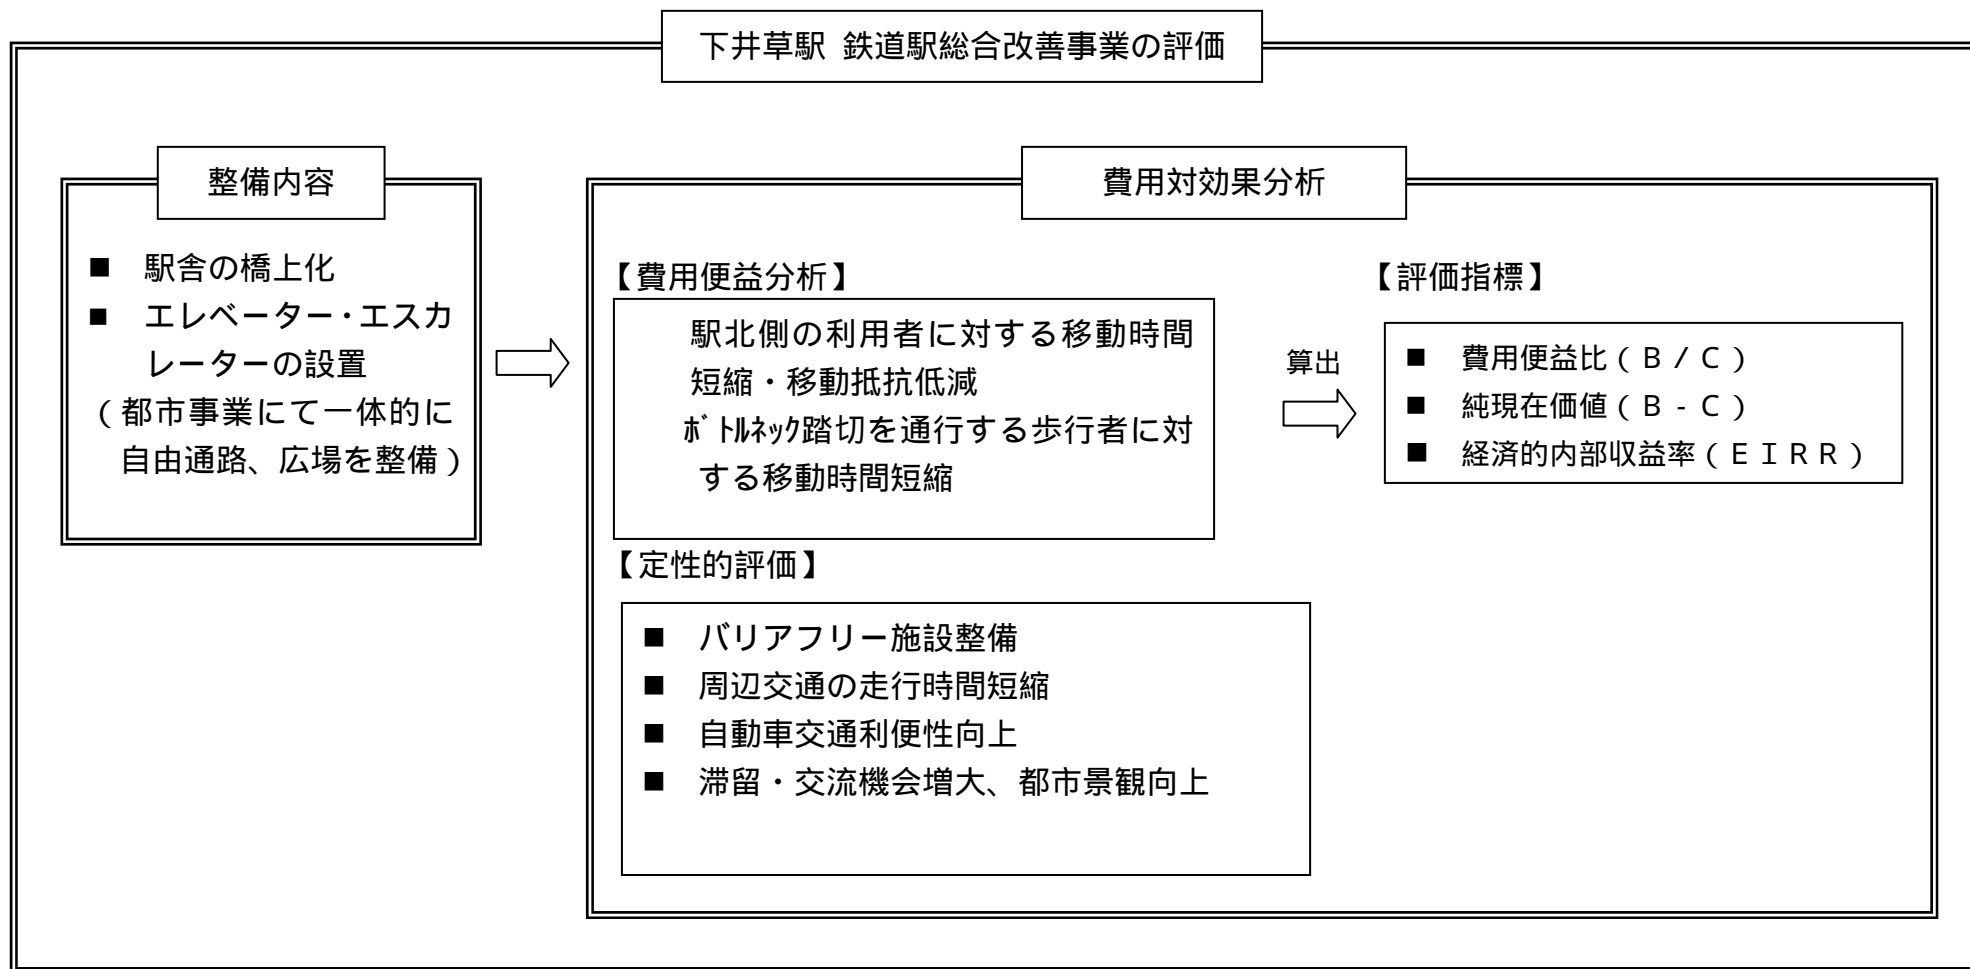 下井草駅 鉄道駅総合改善事業の評価
整備内容
■ 駅舎の橋上化
■ エレベーター・エスカ
レーターの設置
(都市事業にて一体的に
自由通路、広場を整備)
費用対効果分析
【費用便益分析】
駅北側の利用者に対する移動時間
短縮・移動抵抗低減
ボトルネック踏切を通行する歩行者に対
する移動時間短縮
算出
【評価指標】
■ 費用便益比(B/C)
■ 純現在価値(B-C)
■ 経済的内部収益率(EIRR)
【定性的評価】
■ バリアフリー施設整備
■ 周辺交通の走行時間短縮
■ 自動車交通利便性向上
■ 滞留・交流機会増大、都市景観向上